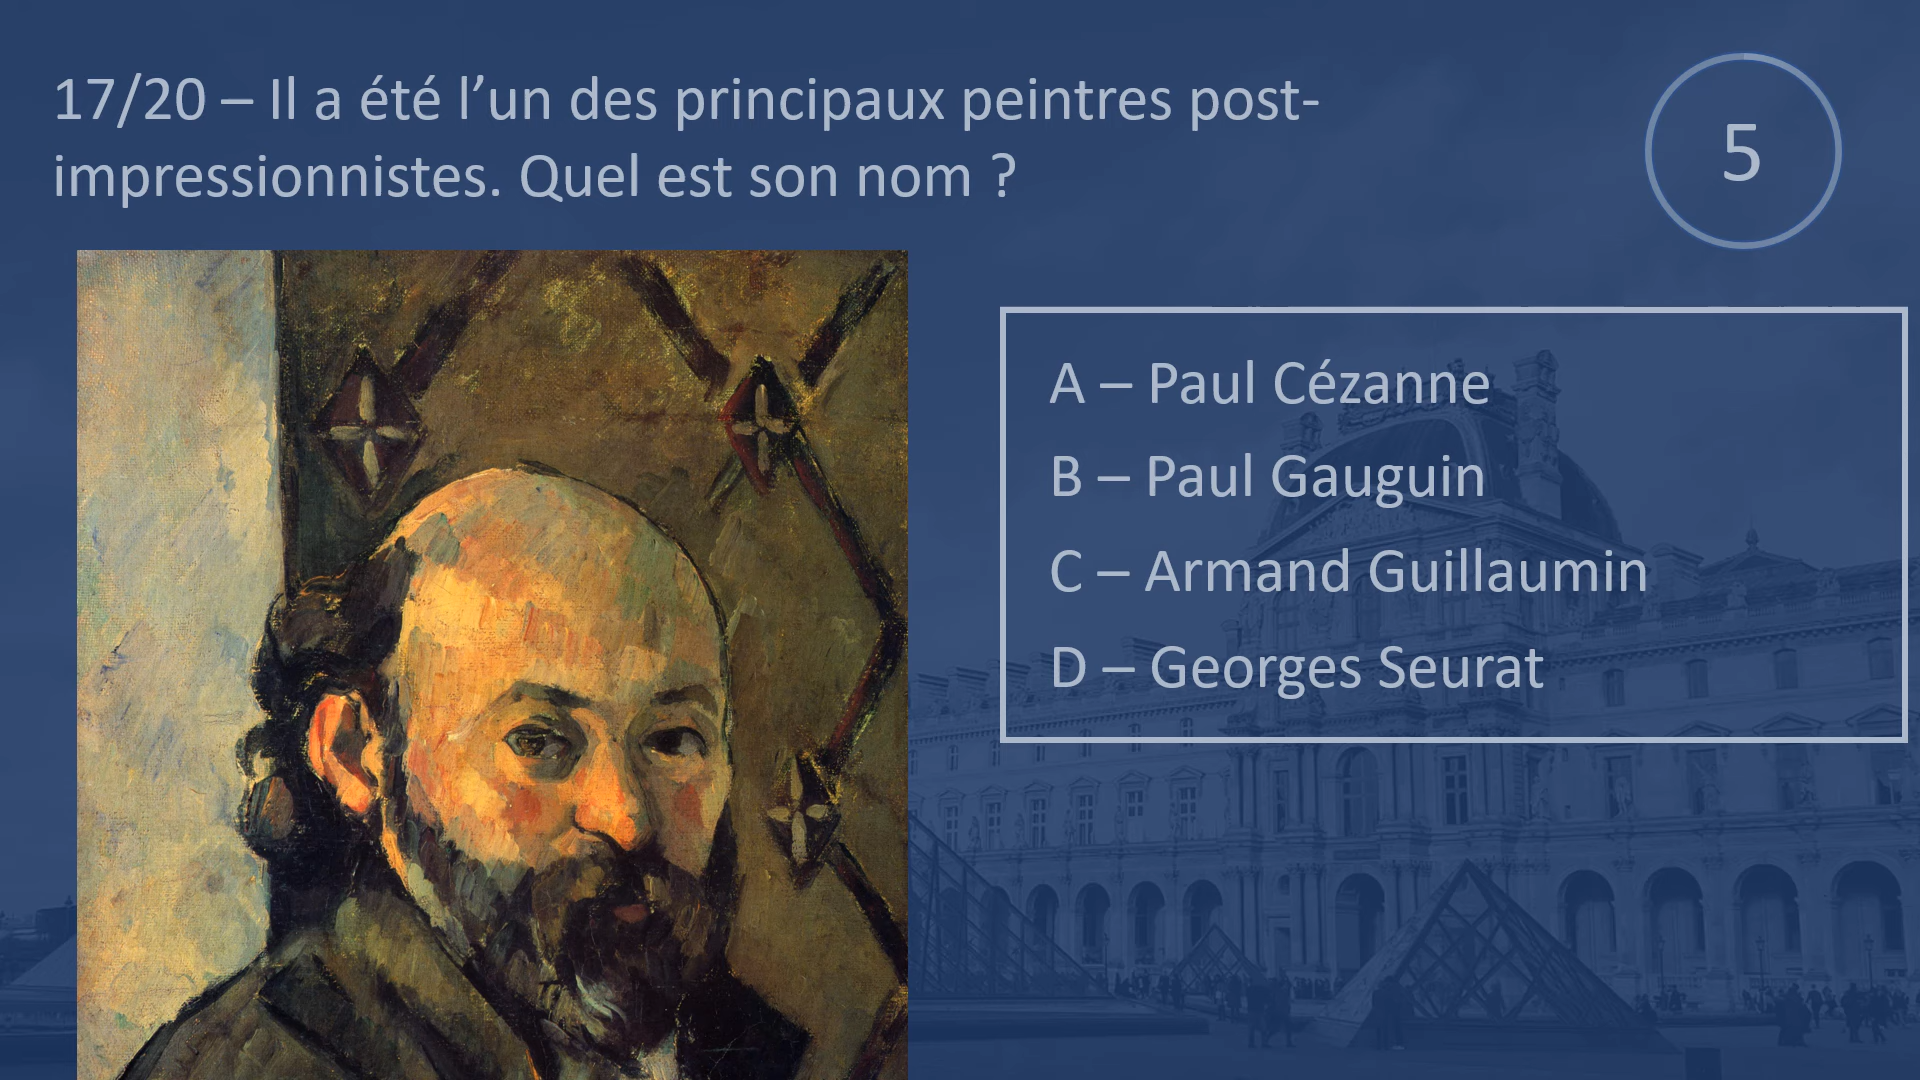 17/20 – Il a été l’un des principaux peintres post-
impressionnistes. Quel est son nom ?
5
A – Paul Cézanne
B – Paul Gauguin
C – Armand Guillaumin
D – Georges Seurat